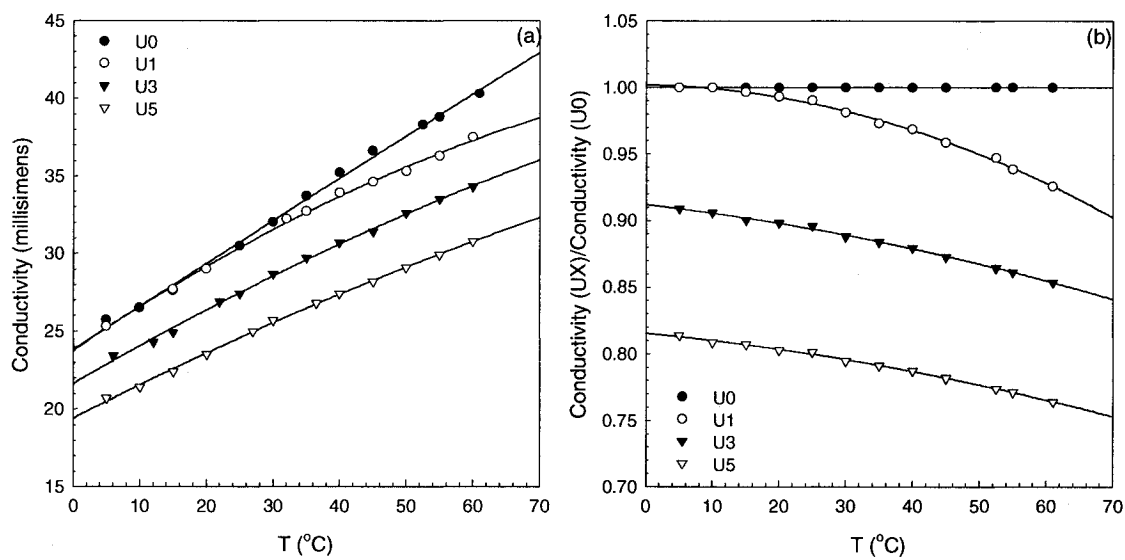 (a)
U0
U1
U3
U5
45
40
35
30
25
20
15
0 10 20 30 40 50 60 70
T (°C)
Conductivity (millisimens)
(b)
1.05
1.00
0.95
0.90
0.85
0.80
0.75
0.70
U0
U1
U3
U5
0 10 20 30 40 50 60 70
T (°C)
Conductivity (UX)/Conductivity (U0)